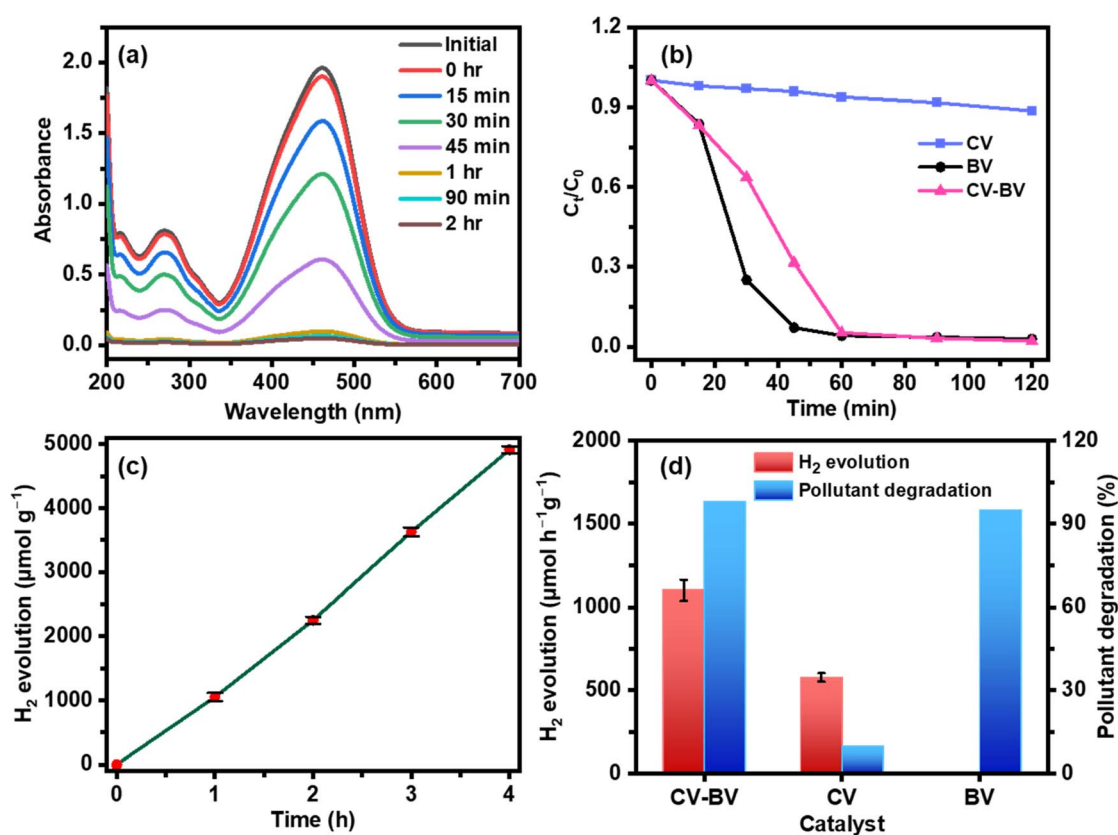 (a)
Initial
0 hr
15 min
30 min
45 min
1 hr
90 min
2 hr
2.0
1.5
1.0
0.5
0.0
Absorbance
200
300
400
500
600
700
Wavelength (nm)
(b)
CV
BV
CV-BV
1.2
0.9
0.6
0.3
0.0
Cₜ/C₀
0
20
40
60
80
100
120
Time (min)
(c)
5000
4000
3000
2000
1000
0
H₂ evolution (μmol g⁻¹)
0
1
2
3
4
Time (h)
(d)
H₂ evolution
Pollutant degradation
2000
1500
1000
500
0
H₂ evolution (μmol h⁻¹g⁻¹)
120
90
60
30
0
Pollutant degradation (%)
CV-BV
CV
BV
Catalyst